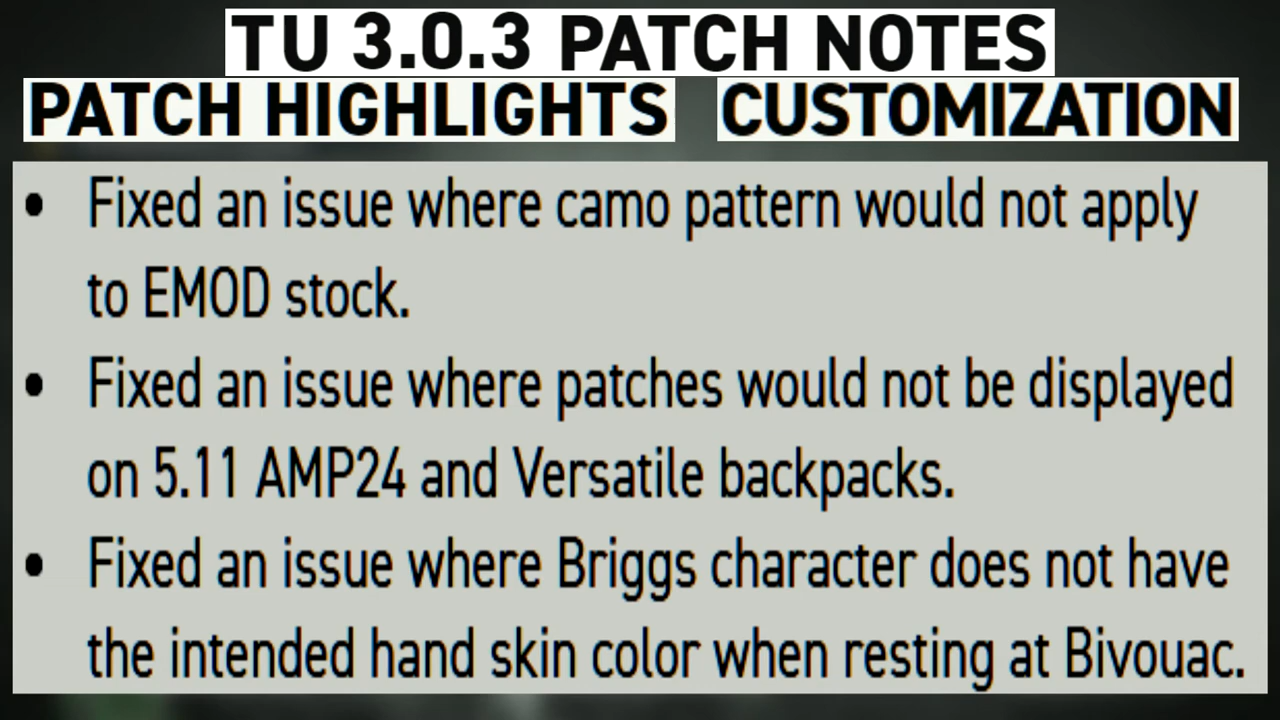 TU 3.0.3 PATCH NOTES
PATCH HIGHLIGHTS CUSTOMIZATION
• Fixed an issue where camo pattern would not apply
to EMOD stock.
• Fixed an issue where patches would not be displayed
on 5.11 AMP24 and Versatile backpacks.
• Fixed an issue where Briggs character does not have
the intended hand skin color when resting at Bivouac.